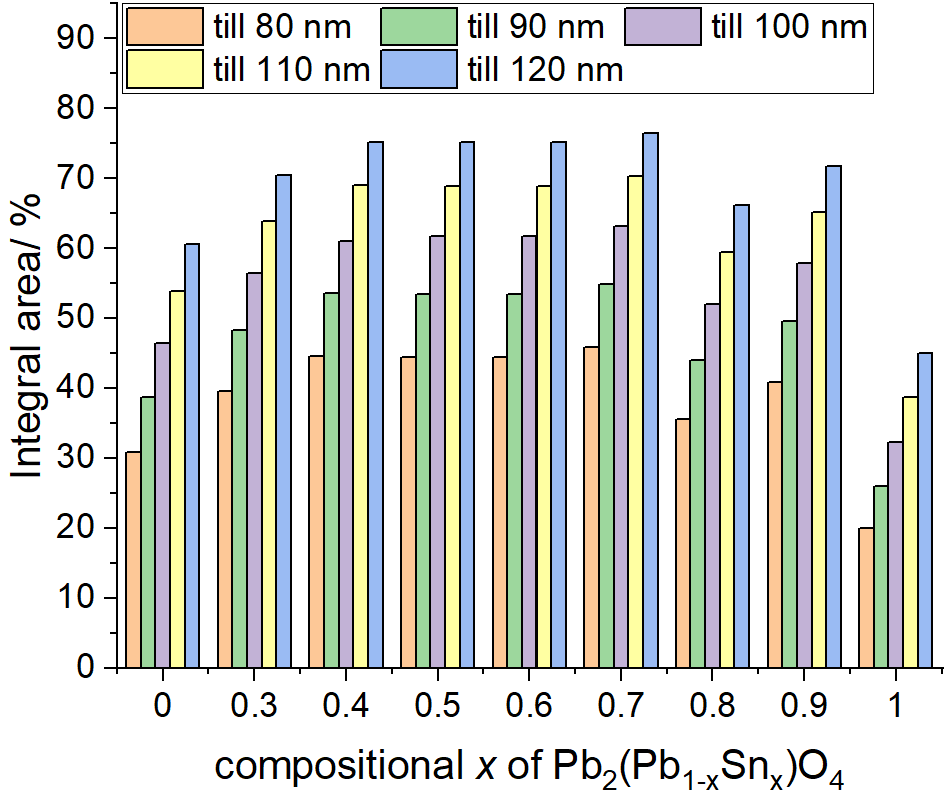 till 80 nm till 90 nm till 100 nm
till 110 nm till 120 nm
Integral area/ %
90
80
70
60
50
40
30
20
10
0
0 0.3 0.4 0.5 0.6 0.7 0.8 0.9 1
compositional x of Pb₂(Pb₁₋ₓSnₓ)O₄